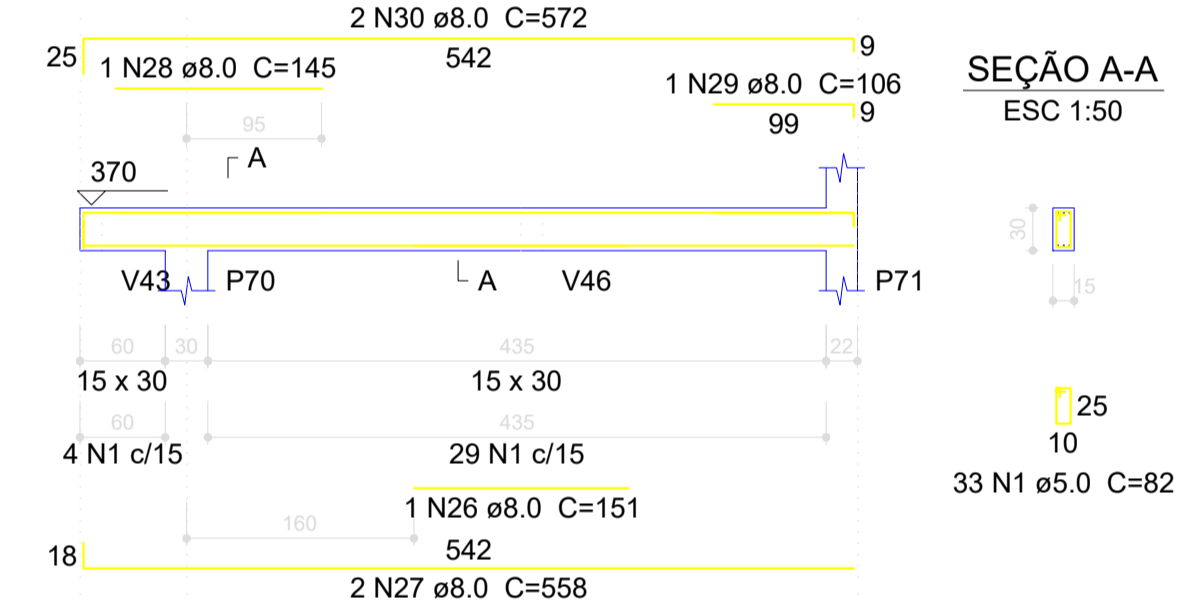 2 N30 ø8.0 C=572
25
542
9
1 N28 ø8.0 C=145
1 N29 ø8.0 C=106
99
9
95
A
370
V43
P70
A
V46
P71
60
30
435
22
15 x 30
15 x 30
60
435
4 N1 c/15
29 N1 c/15
1 N26 ø8.0 C=151
160
18
542
2 N27 ø8.0 C=558
SEÇÃO A-A
ESC 1:50
30
15
25
10
33 N1 ø5.0 C=82